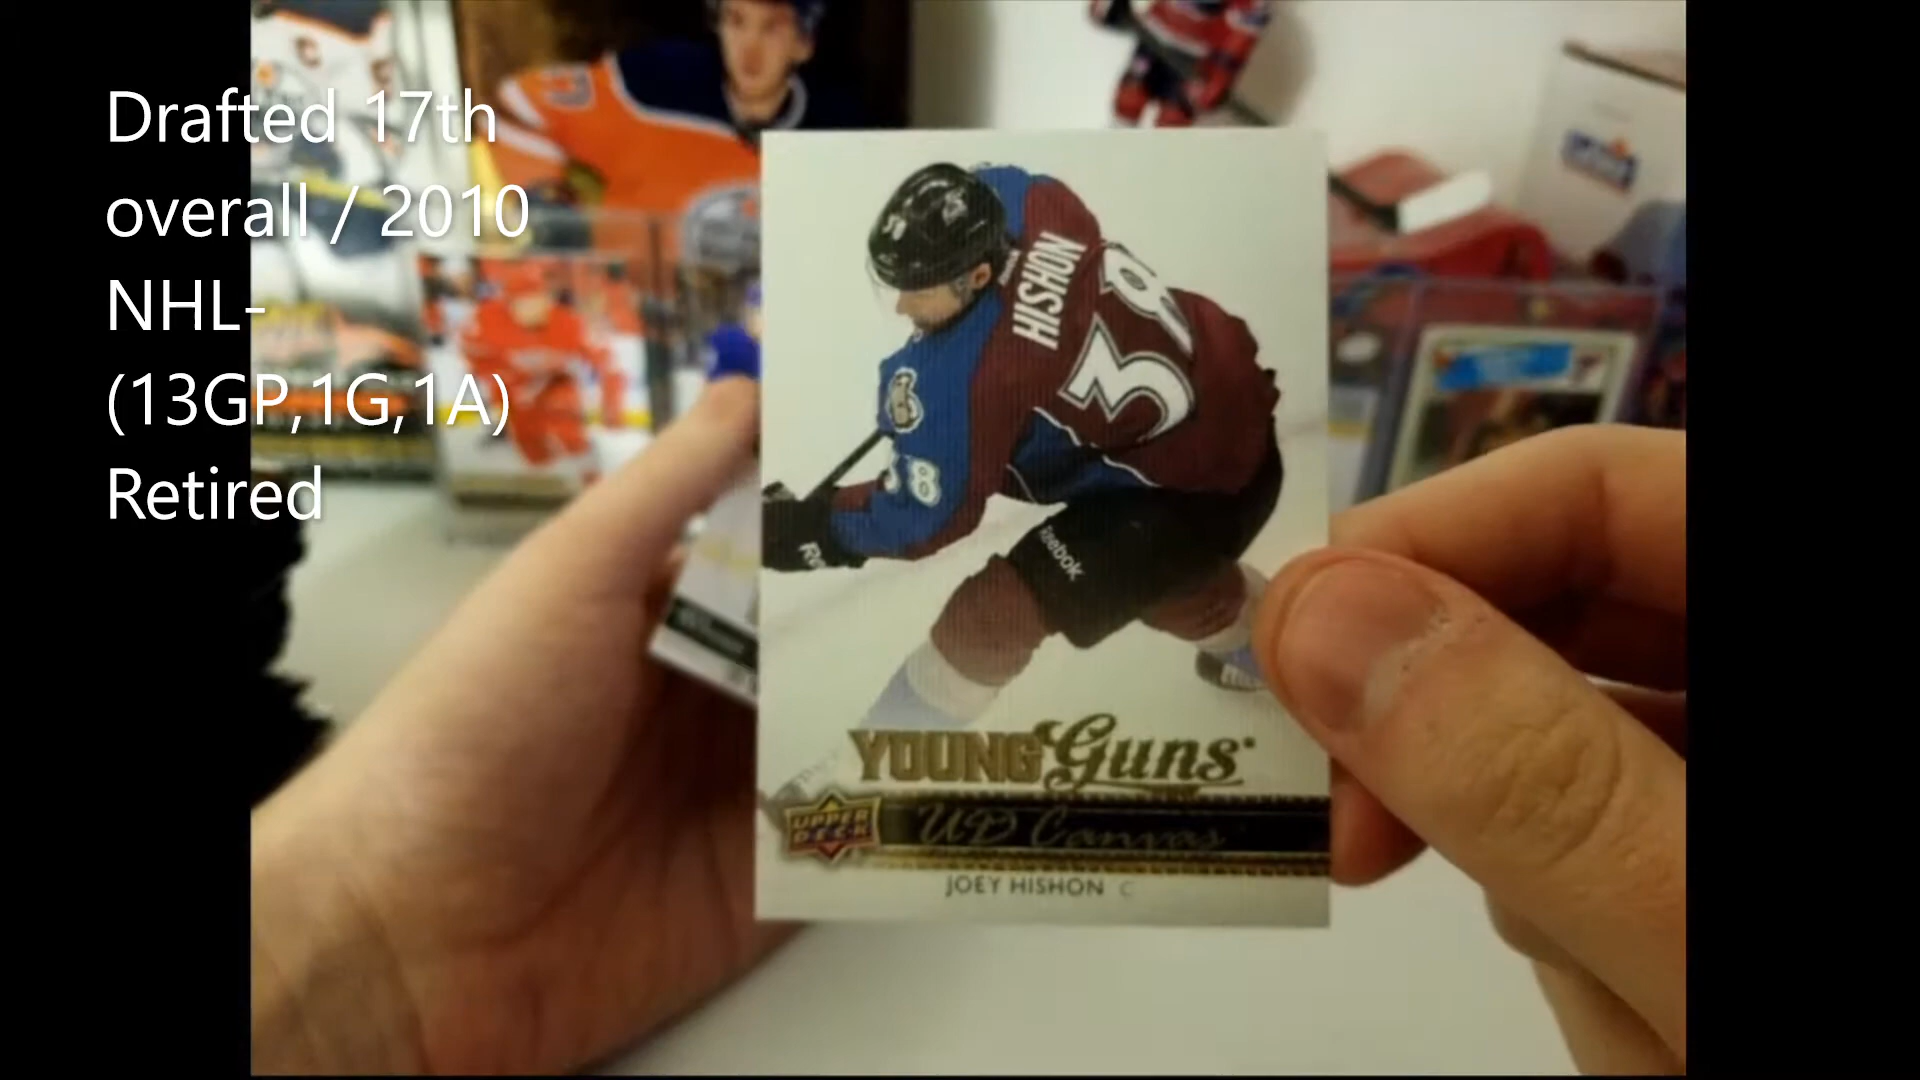 Drafted 17th
overall / 2010
NHL-
(13GP,1G,1A)
Retired
HISHON
38
38
Reebok
YOUNG Guns
UPPER
DECK
UD Canvas
JOEY HISHON C